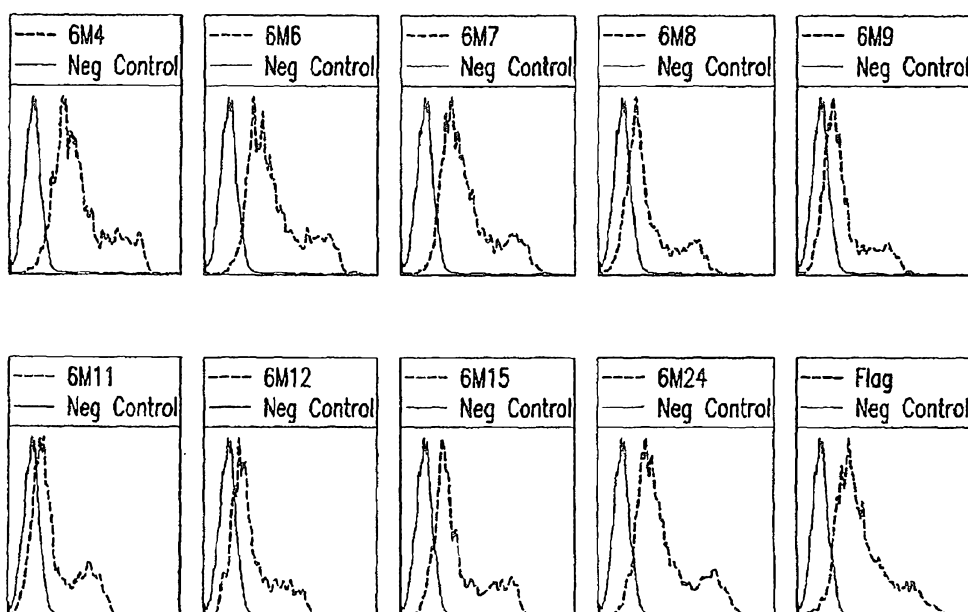 6M4
Neg Control
6M6
Neg Control
6M7
Neg Control
6M8
Neg Control
6M9
Neg Control
6M11
Neg Control
6M12
Neg Control
6M15
Neg Control
6M24
Neg Control
Flag
Neg Control